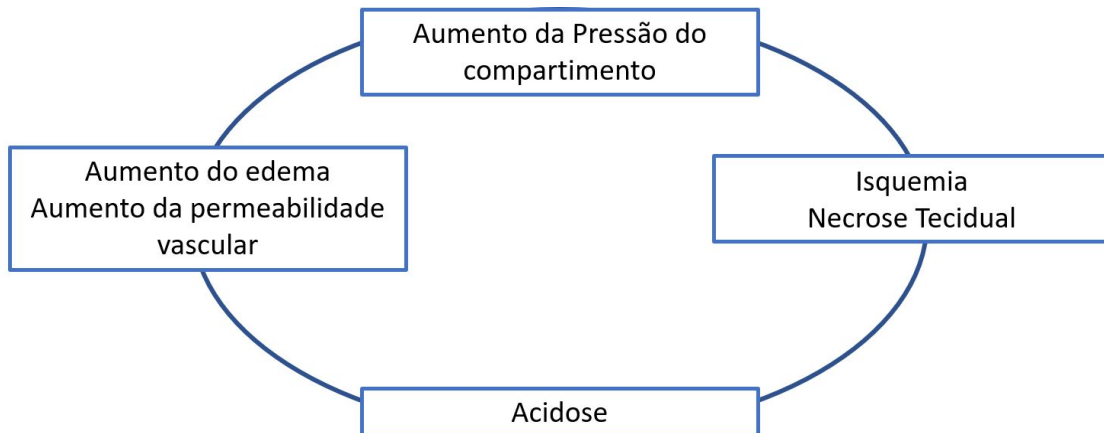 Aumento da Pressão do
compartimento
Aumento do edema
Aumento da permeabilidade
vascular
Isquemia
Necrose Tecidual
Acidose